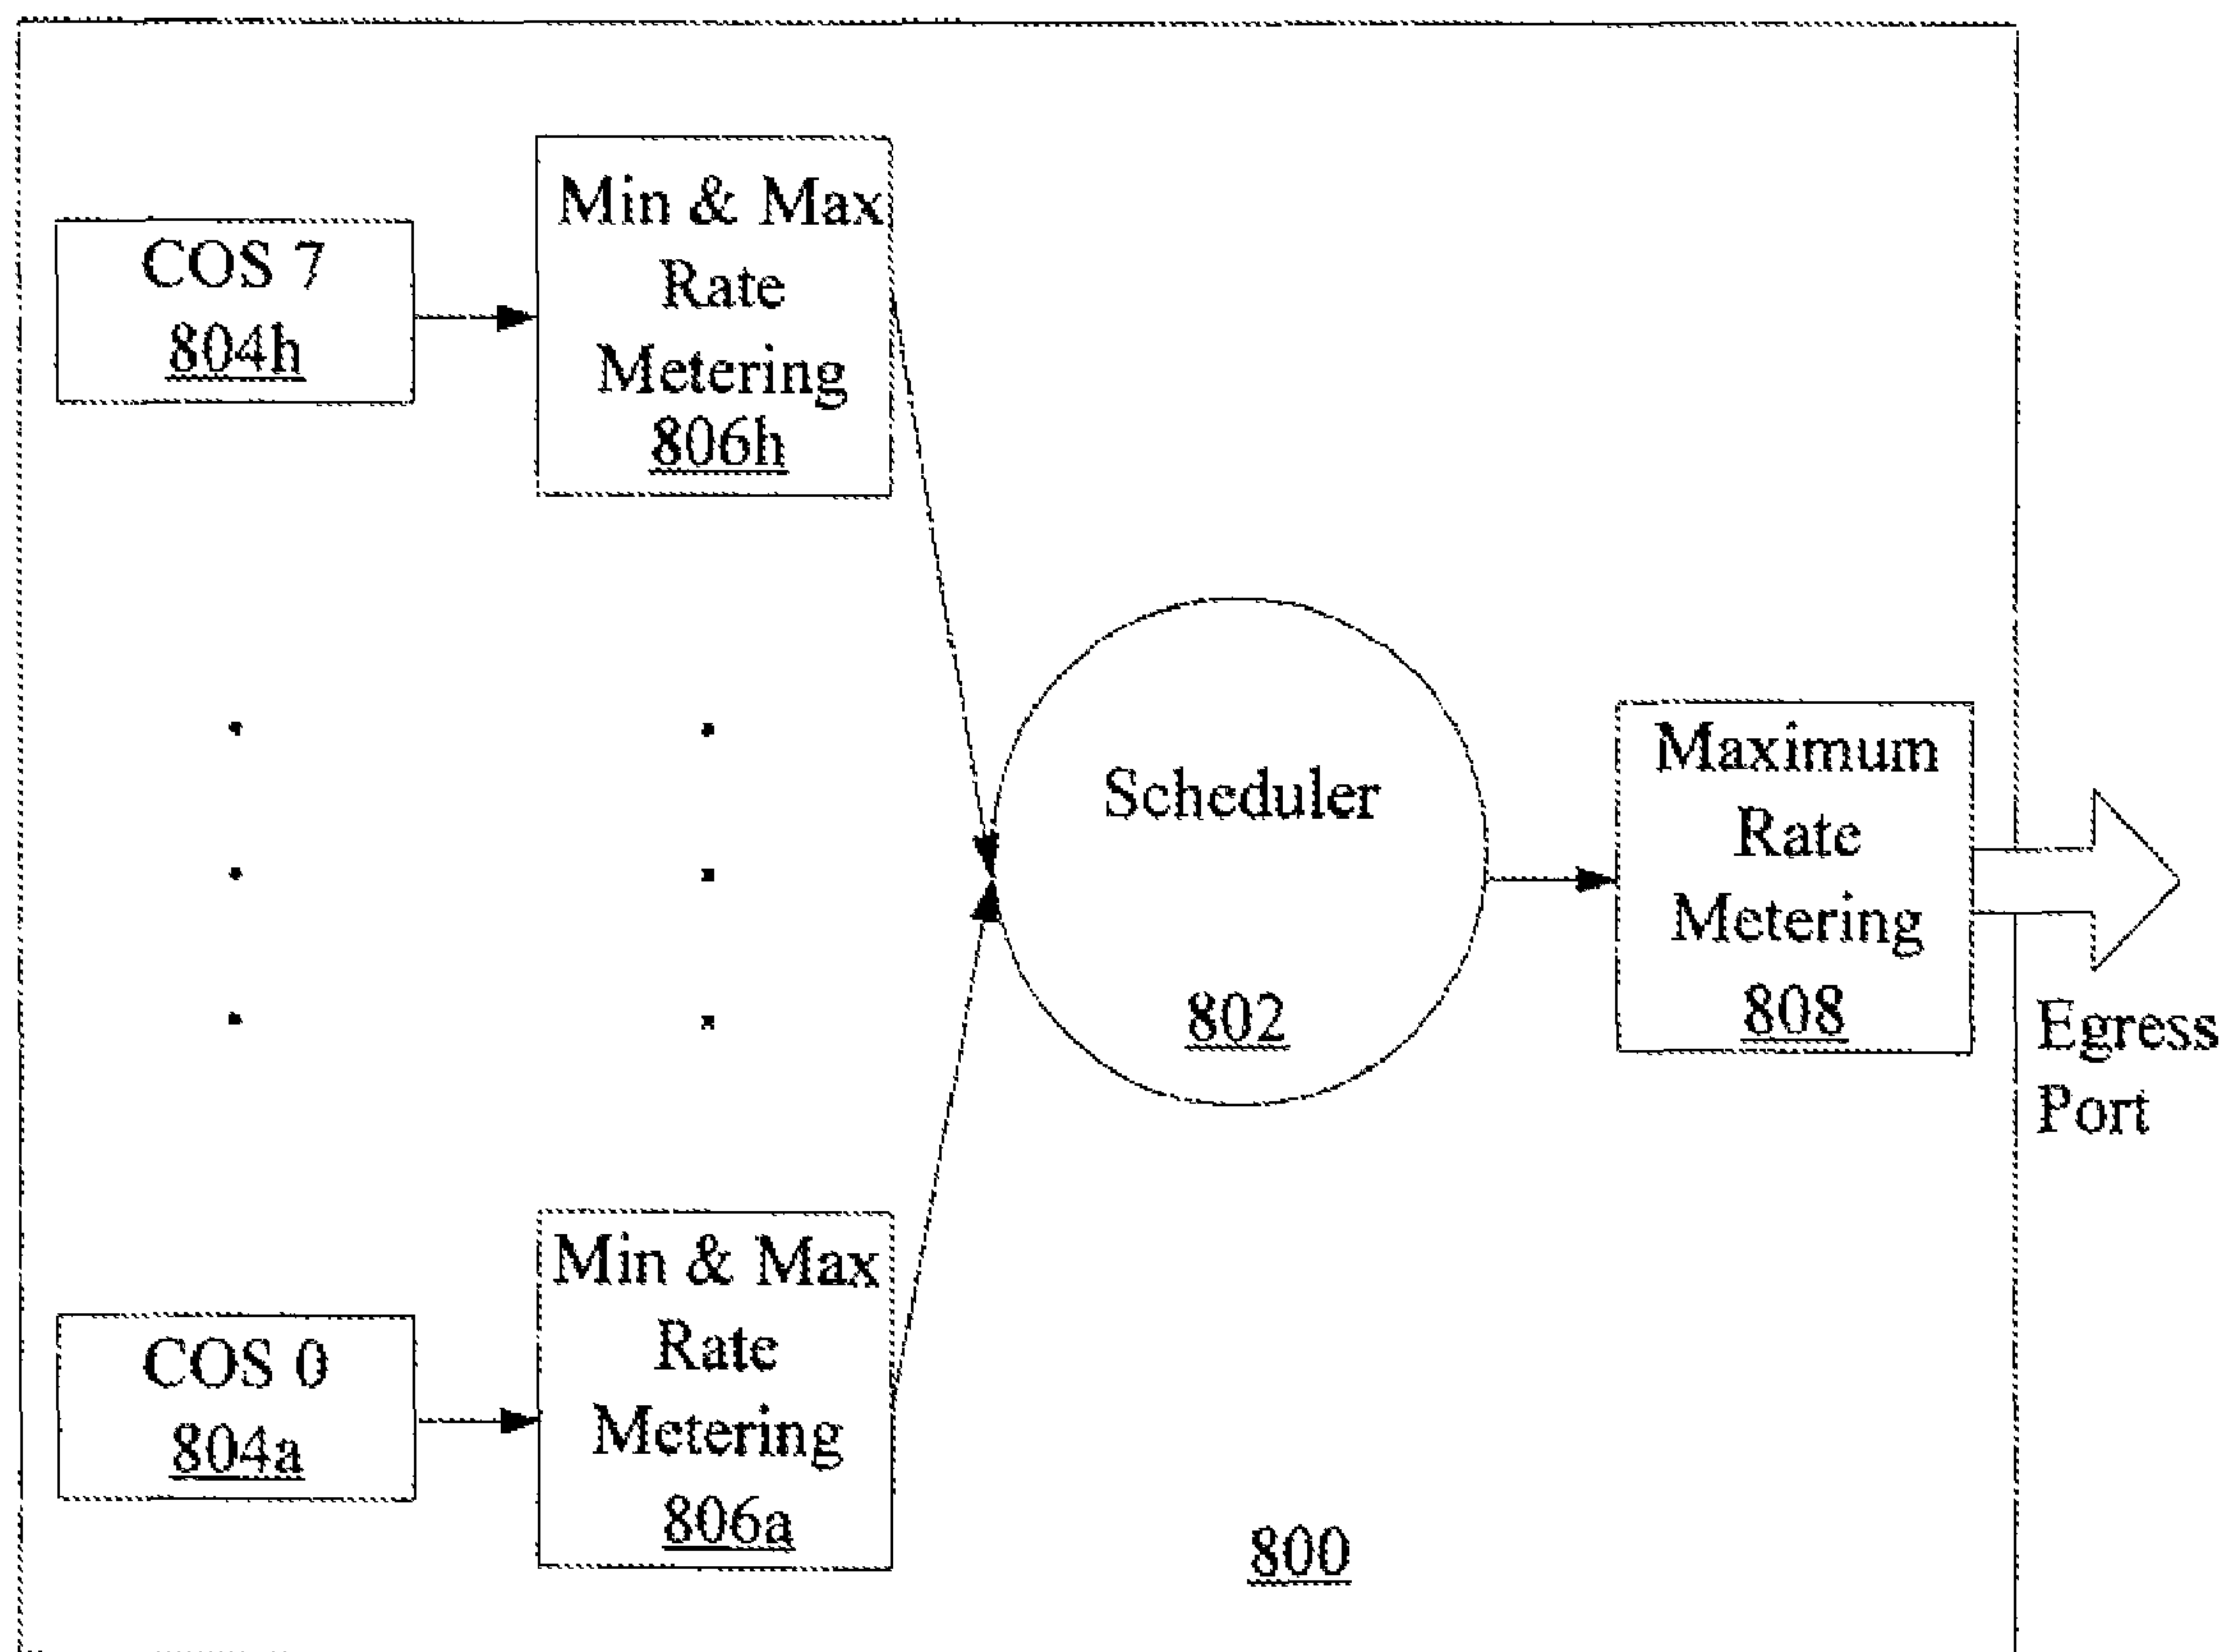 COS 7
804h
Min & Max
Rate
Metering
806h
Scheduler
802
Maximum
Rate
Metering
808
Egress
Port
COS 0
804a
Min & Max
Rate
Metering
806a
800